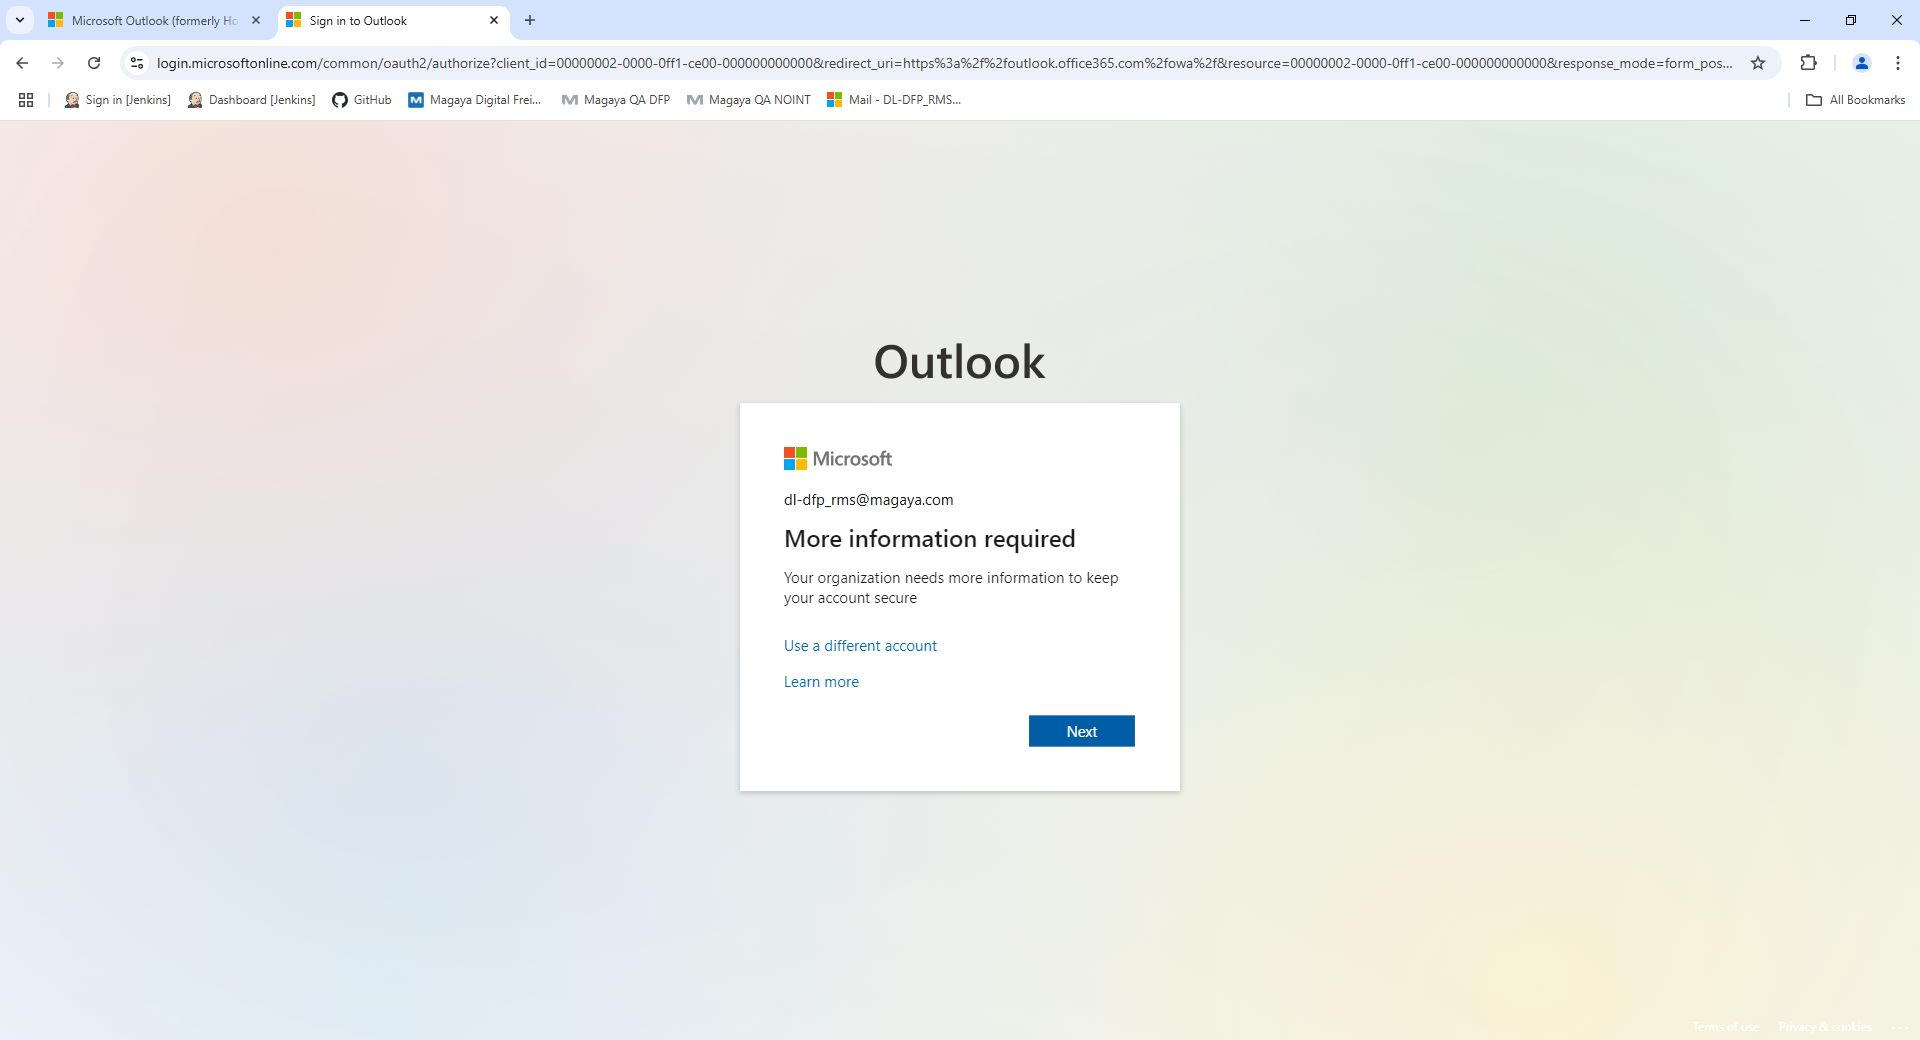 Microsoft Outlook (formerly Ho
Sign in to Outlook
login.microsoftonline.com/common/oauth2/authorize?client_id=00000002-0000-0ff1-ce00-000000000000&redirect_uri=https%3a%2f%2foutlook.office365.com%2fowa%2f&resource=00000002-0000-0ff1-ce00-000000000000&response_mode=form_pos...
Sign in [Jenkins]
Dashboard [Jenkins]
GitHub
Magaya Digital Frei...
Magaya QA DFP
Magaya QA NOINT
Mail - DL-DFP_RMS...
All Bookmarks
Outlook
Microsoft
dl-dfp_rms@magaya.com
More information required
Your organization needs more information to keep
your account secure
Use a different account
Learn more
Next
Terms of use
Privacy & cookies
...